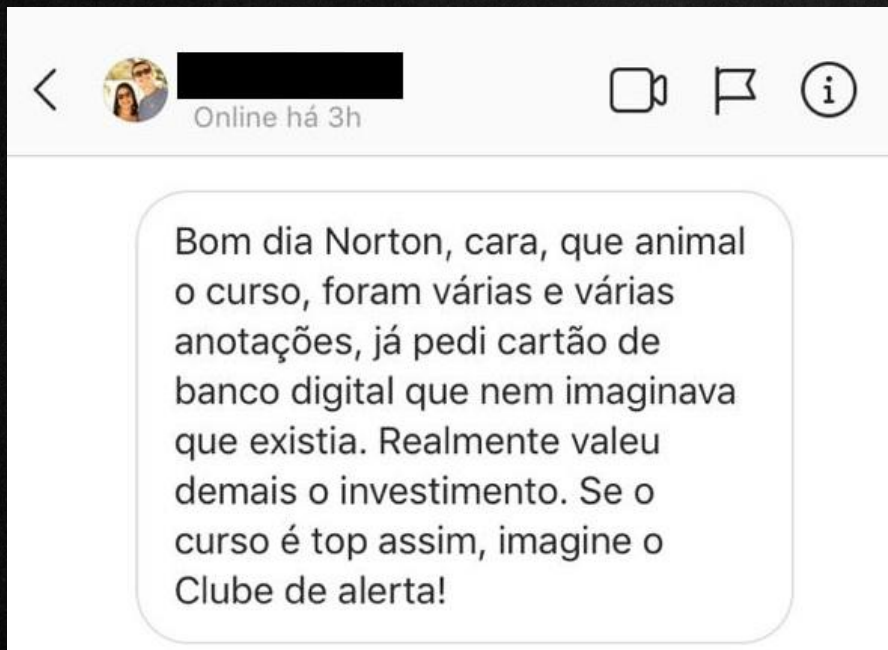 Online há 3h
Bom dia Norton, cara, que animal
o curso, foram várias e várias
anotações, já pedi cartão de
banco digital que nem imaginava
que existia. Realmente valeu
demais o investimento. Se o
curso é top assim, imagine o
Clube de alerta!